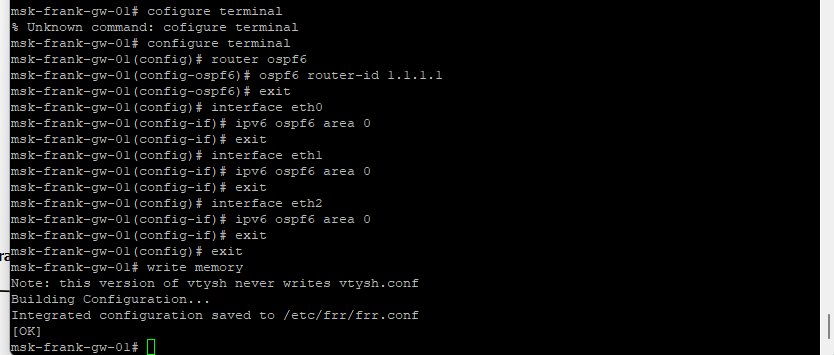 msk-frank-gw-01# cofigure terminal
% Unknown command: cofigure terminal
msk-frank-gw-01# configure terminal
msk-frank-gw-01(config)# router ospf6
msk-frank-gw-01(config-ospf6)# ospf6 router-id 1.1.1.1
msk-frank-gw-01(config-ospf6)# exit
msk-frank-gw-01(config)# interface eth0
msk-frank-gw-01(config-if)# ipv6 ospf6 area 0
msk-frank-gw-01(config-if)# exit
msk-frank-gw-01(config)# interface eth1
msk-frank-gw-01(config-if)# ipv6 ospf6 area 0
msk-frank-gw-01(config-if)# exit
msk-frank-gw-01(config)# interface eth2
msk-frank-gw-01(config-if)# ipv6 ospf6 area 0
msk-frank-gw-01(config-if)# exit
msk-frank-gw-01(config)# exit
msk-frank-gw-01# write memory
Note: this version of vtysh never writes vtysh.conf
Building Configuration...
Integrated configuration saved to /etc/frr/frr.conf
[OK]
msk-frank-gw-01#